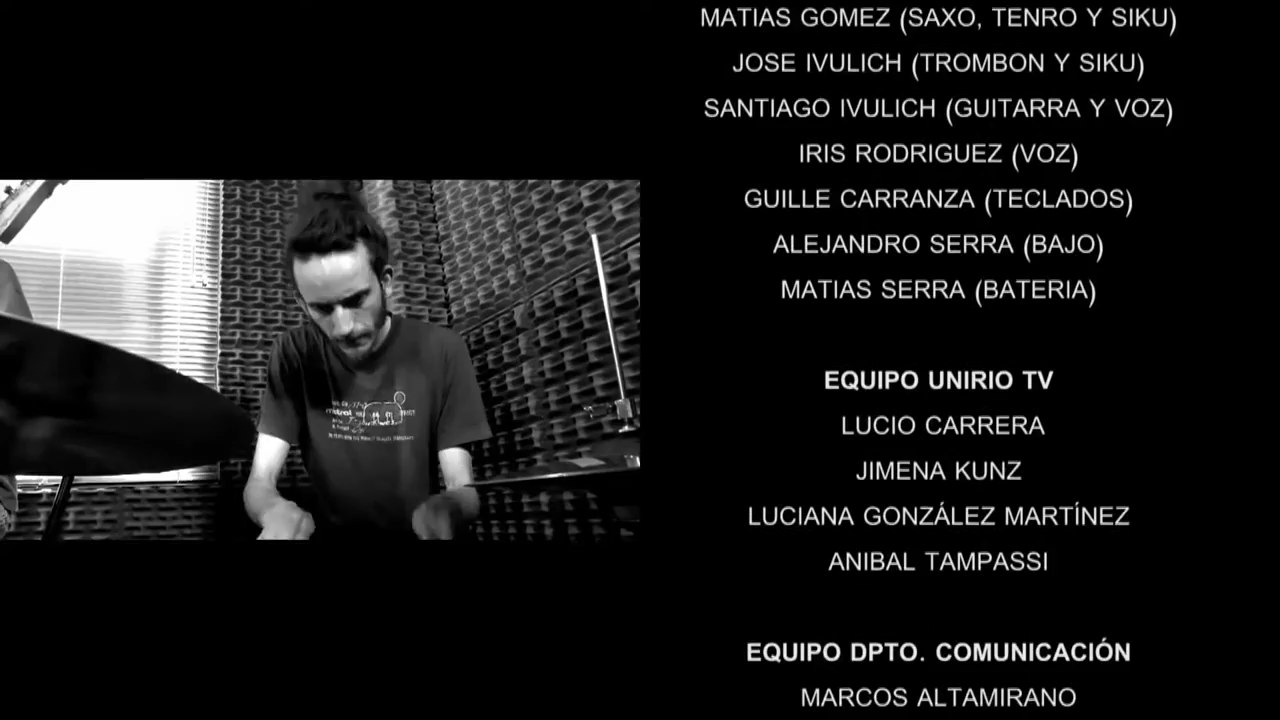 MATIAS GOMEZ (SAXO, TENRO Y SIKU)
JOSE IVULICH (TROMBON Y SIKU)
SANTIAGO IVULICH (GUITARRA Y VOZ)
IRIS RODRIGUEZ (VOZ)
GUILLE CARRANZA (TECLADOS)
ALEJANDRO SERRA (BAJO)
MATIAS SERRA (BATERIA)
EQUIPO UNIRIO TV
LUCIO CARRERA
JIMENA KUNZ
LUCIANA GONZÁLEZ MARTÍNEZ
ANIBAL TAMPASSI
EQUIPO DPTO. COMUNICACIÓN
MARCOS ALTAMIRANO